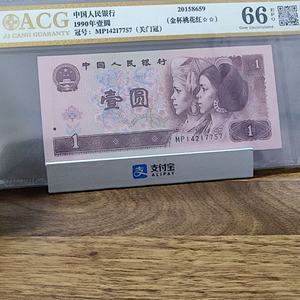 ACG
AI CANG GUARANTY
中国人民银行
1990年壹圆
冠号：MP14217757（关门冠）
20158659
（金杯桃花红☆☆）
66 EPQ
Gem Uncirculated
中国人民银行
壹圆
1
1
MP14217757
支付宝
ALIPAY